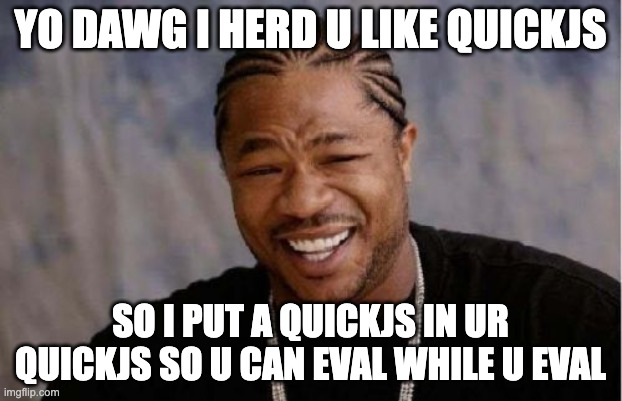 YO DAWG I HERD U LIKE QUICKJS
SO I PUT A QUICKJS IN UR
QUICKJS SO U CAN EVAL WHILE U EVAL
imgflip.com